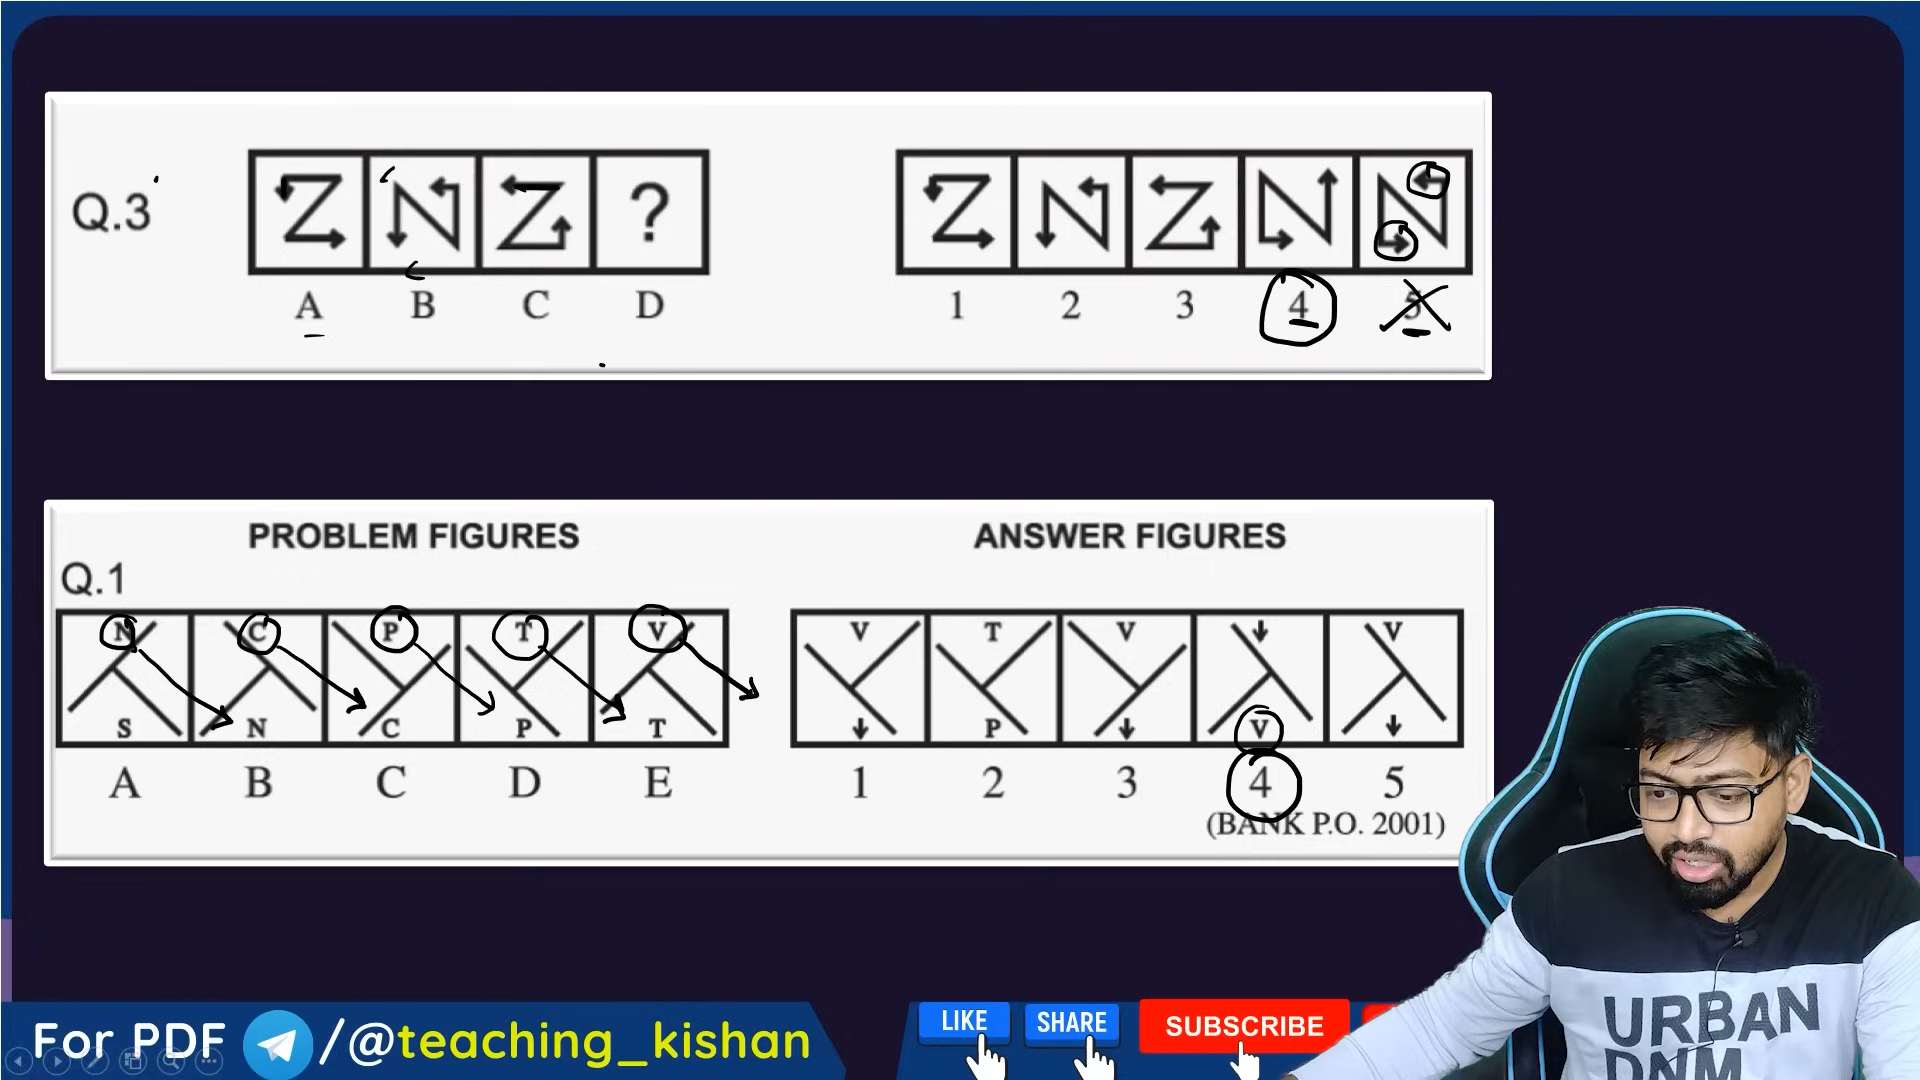 Q.3
?
A B C D 1 2 3 4 5
PROBLEM FIGURES ANSWER FIGURES
Q.1
N C P T V V T V V
S N C P T P V
A B C D E 1 2 3 4 5
(BANK P.O. 2001)
URBAN
DNM
For PDF /@teaching_kishan
LIKE SHARE SUBSCRIBE